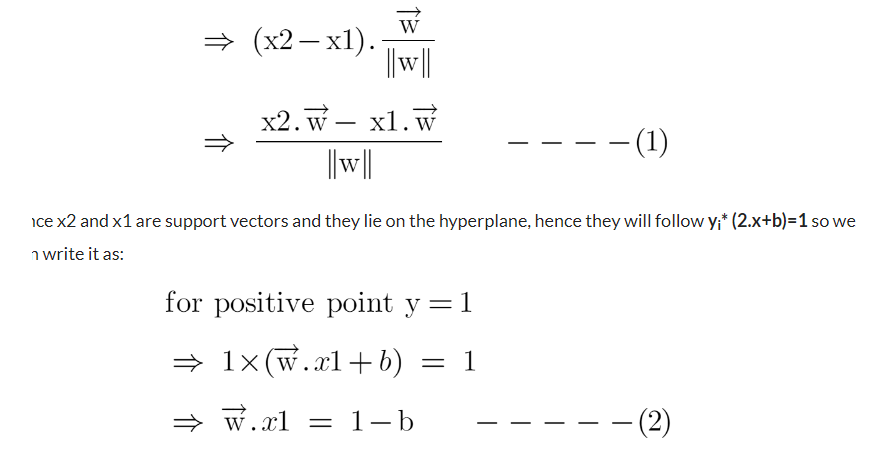 ⇒ (x2 – x1). w⃗ / ||w||
⇒ (x2. w⃗ – x1. w⃗) / ||w|| – – – – (1)
x2 and x1 are support vectors and they lie on the hyperplane, hence they will follow yᵢ* (2.x+b)=1 so we
write it as:
for positive point y = 1
⇒ 1×(w⃗.x1+b) = 1
⇒ w⃗.x1 = 1–b – – – – – (2)